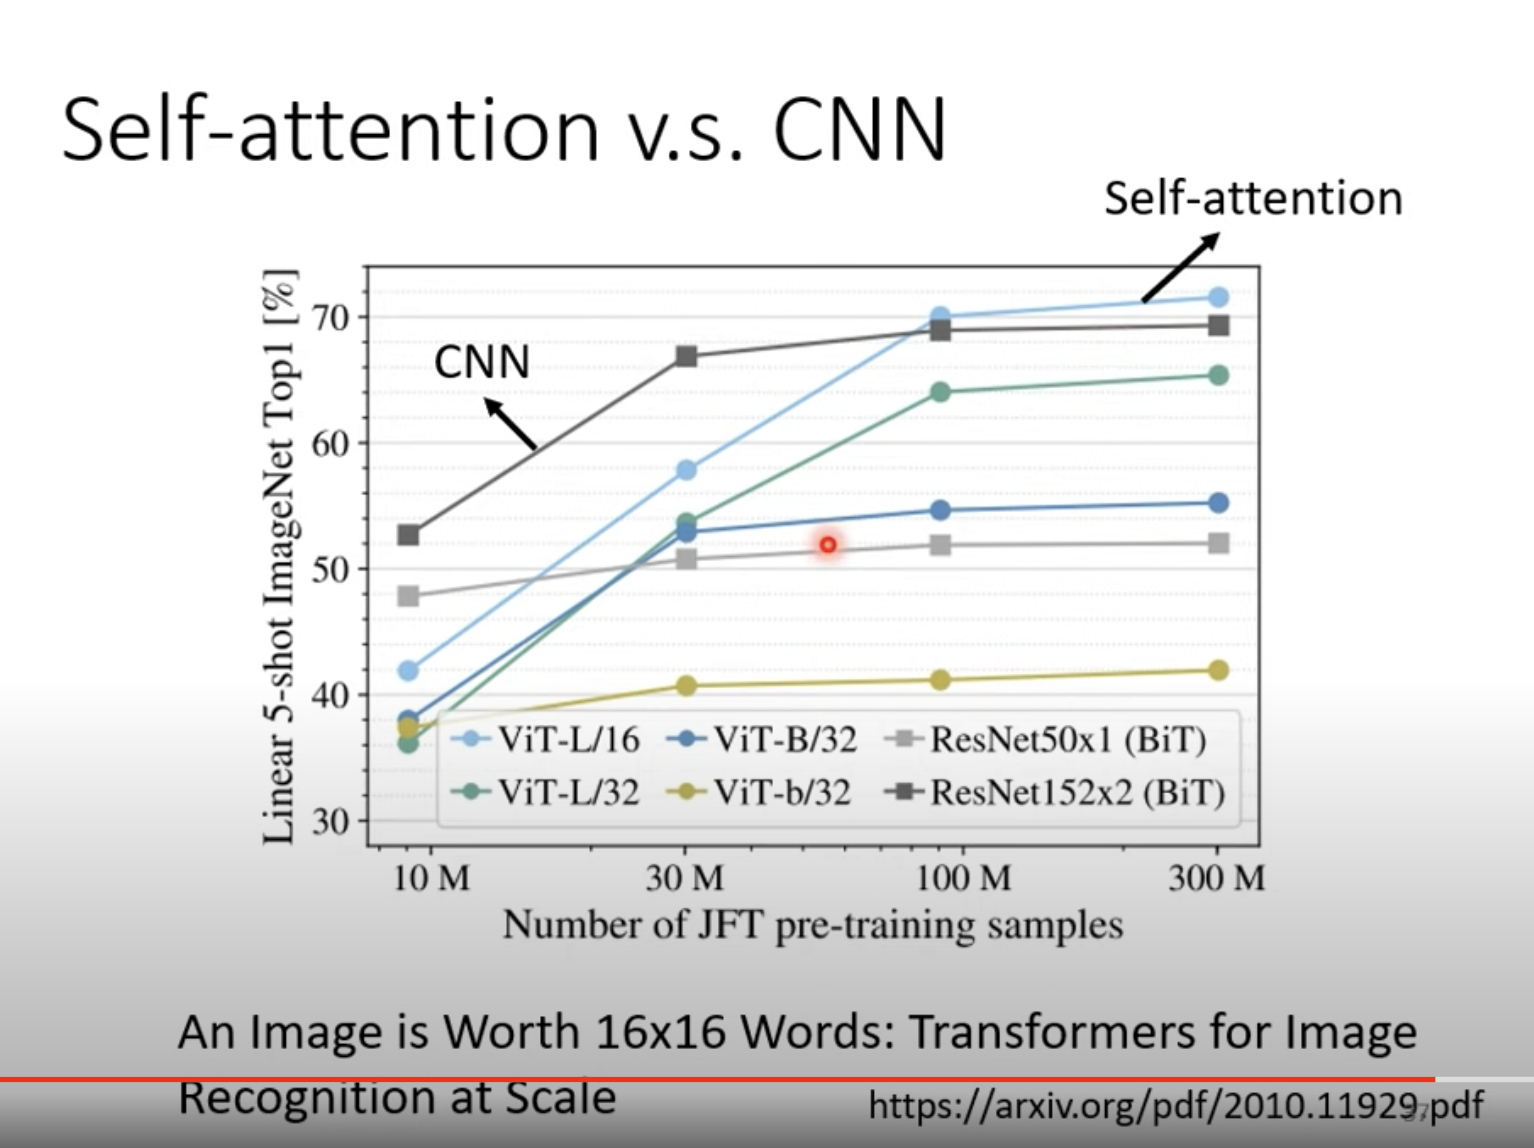 Self-attention v.s. CNN
Self-attention
CNN
Linear 5-shot ImageNet Top1 [%]
70
60
50
40
30
ViT-L/16
ViT-B/32
ResNet50x1 (BiT)
ViT-L/32
ViT-b/32
ResNet152x2 (BiT)
10 M
30 M
100 M
300 M
Number of JFT pre-training samples
An Image is Worth 16x16 Words: Transformers for Image
Recognition at Scale
https://arxiv.org/pdf/2010.11929.pdf
37